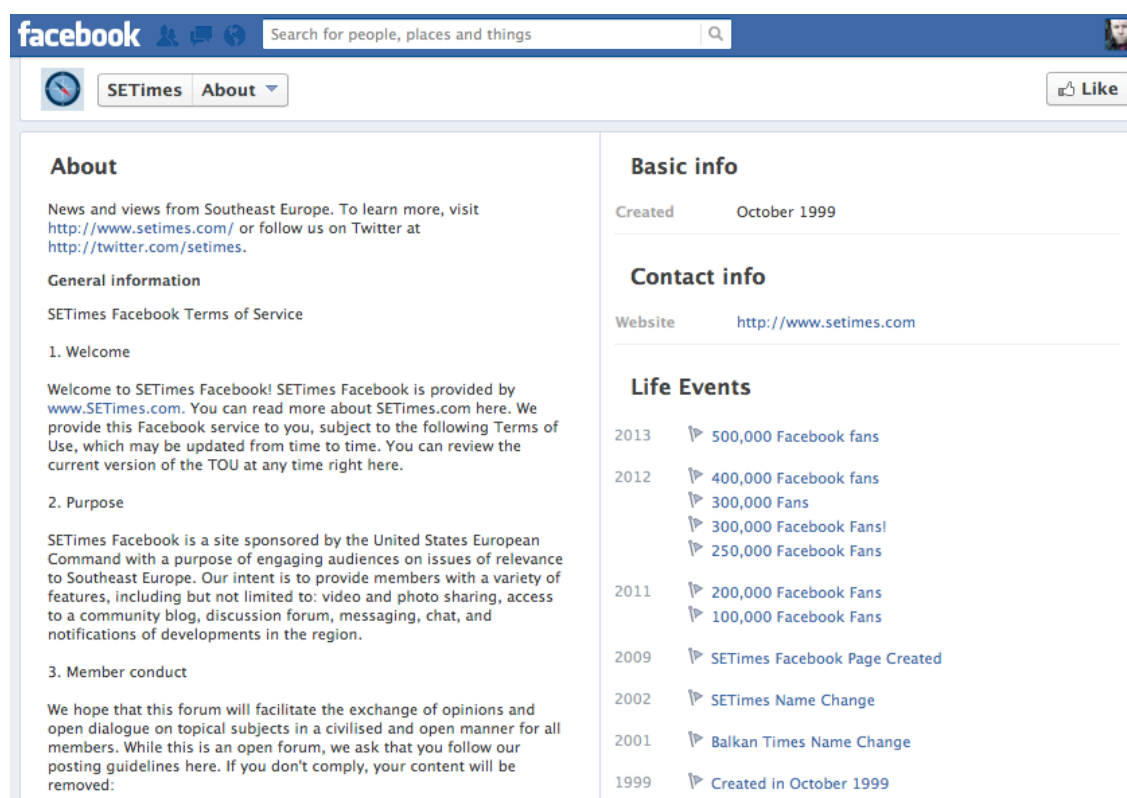 facebook
Search for people, places and things
SETimes About
Like
About
News and views from Southeast Europe. To learn more, visit
http://www.setimes.com/ or follow us on Twitter at
http://twitter.com/setimes.
General information
SETimes Facebook Terms of Service
1. Welcome
Welcome to SETimes Facebook! SETimes Facebook is provided by
www.SETimes.com. You can read more about SETimes.com here. We
provide this Facebook service to you, subject to the following Terms of
Use, which may be updated from time to time. You can review the
current version of the TOU at any time right here.
2. Purpose
SETimes Facebook is a site sponsored by the United States European
Command with a purpose of engaging audiences on issues of relevance
to Southeast Europe. Our intent is to provide members with a variety of
features, including but not limited to: video and photo sharing, access
to a community blog, discussion forum, messaging, chat, and
notifications of developments in the region.
3. Member conduct
We hope that this forum will facilitate the exchange of opinions and
open dialogue on topical subjects in a civilised and open manner for all
members. While this is an open forum, we ask that you follow our
posting guidelines here. If you don't comply, your content will be
removed:
Basic info
Created October 1999
Contact info
Website http://www.setimes.com
Life Events
2013 500,000 Facebook fans
2012 400,000 Facebook fans
300,000 Fans
300,000 Facebook Fans!
250,000 Facebook Fans
2011 200,000 Facebook Fans
100,000 Facebook Fans
2009 SETimes Facebook Page Created
2002 SETimes Name Change
2001 Balkan Times Name Change
1999 Created in October 1999